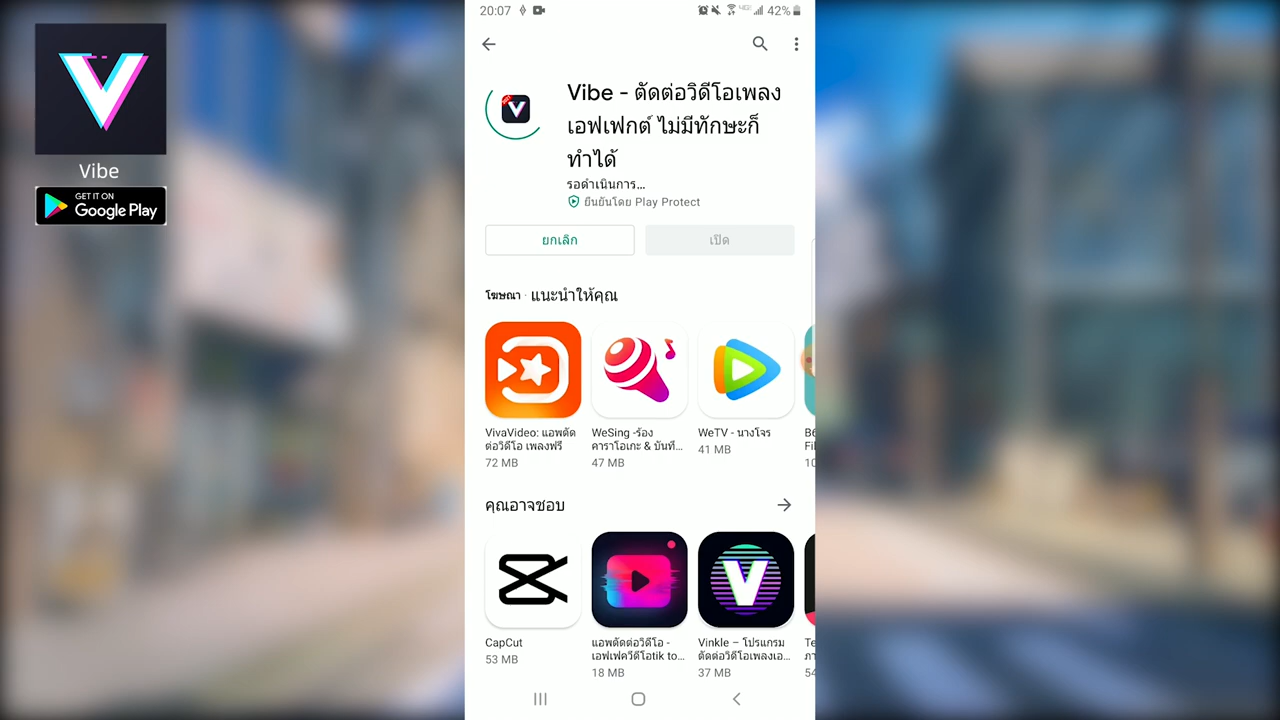 Vibe
GET IT ON
Google Play
20:07
42%
Vibe - ตัดต่อวิดีโอเพลง
เอฟเฟกต์ ไม่มีทักษะก็
ทำได้
รอดำเนินการ...
ยืนยันโดย Play Protect
ยกเลิก
เปิด
โฆษณา · แนะนำให้คุณ
VivaVideo: แอพตัด
ต่อวิดีโอ เพลงฟรี
72 MB
WeSing -ร้อง
คาราโอเกะ & บันทึ...
47 MB
WeTV - นางโจร
41 MB
คุณอาจชอบ
CapCut
53 MB
แอพตัดต่อวิดีโอ -
เอฟเฟควีดีโอtik to...
18 MB
Vinkle – โปรแกรม
ตัดต่อวิดีโอเพลงเอ...
37 MB